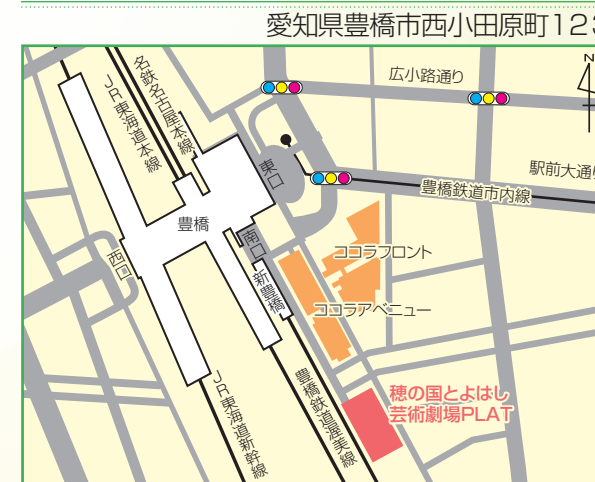 愛知県豊橋市西小田原町123
名鉄名古屋本線
JR東海道本線
広小路通り
N
東口
駅前大通り
豊橋鉄道市内線
豊橋
南口
西口
新豊橋
ココラフロント
ココラアベニュー
JR東海道新幹線
豊橋鉄道渥美線
穂の国とよはし
芸術劇場PLAT